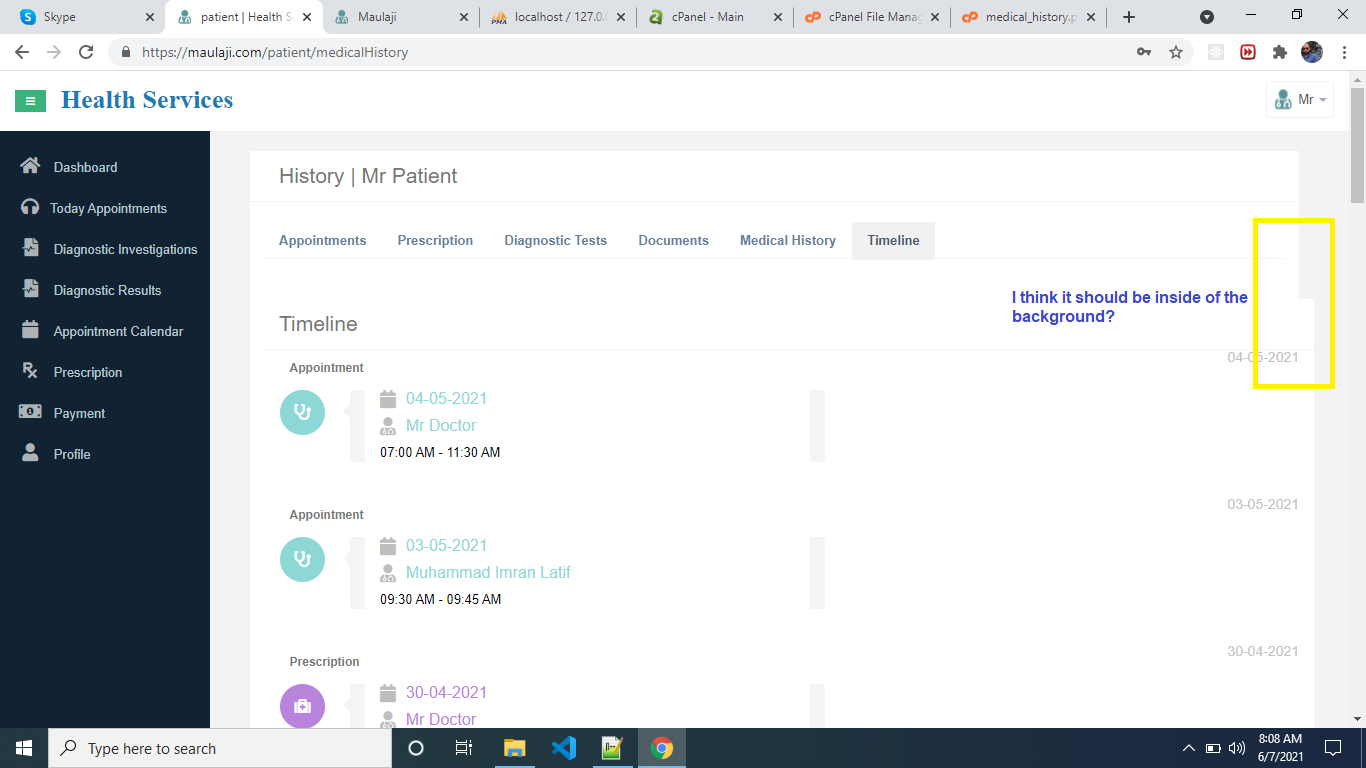 Skype
patient | Health S
Maulaji
localhost / 127.0.
cPanel - Main
cPanel File Manag
medical_history.p
https://maulaji.com/patient/medicalHistory
Health Services
Mr
Dashboard
Today Appointments
Diagnostic Investigations
Diagnostic Results
Appointment Calendar
Prescription
Payment
Profile
History | Mr Patient
Appointments Prescription Diagnostic Tests Documents Medical History Timeline
I think it should be inside of the
background?
Timeline
04-05-2021
Appointment
04-05-2021
Mr Doctor
07:00 AM - 11:30 AM
03-05-2021
Appointment
03-05-2021
Muhammad Imran Latif
09:30 AM - 09:45 AM
30-04-2021
Prescription
30-04-2021
Mr Doctor
Type here to search
8:08 AM
6/7/2021